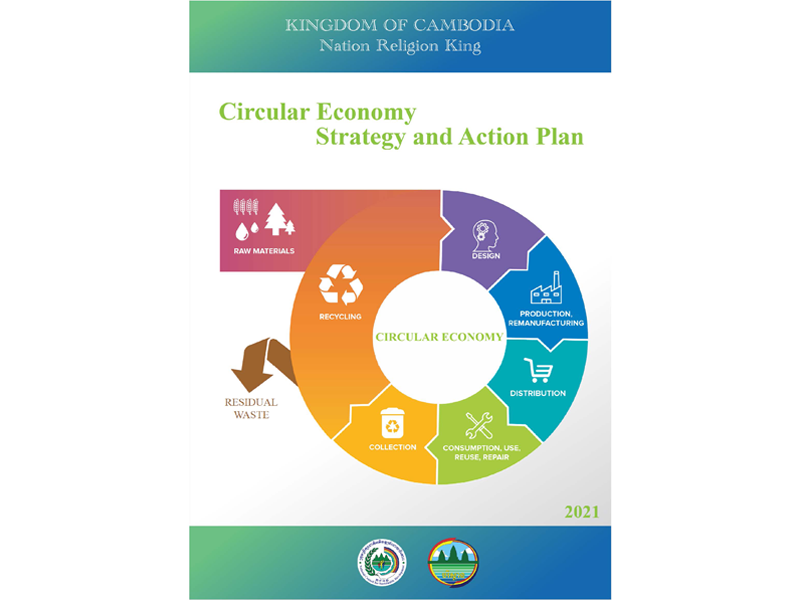 KINGDOM OF CAMBODIA
Nation Religion King
Circular Economy
Strategy and Action Plan
RAW MATERIALS
DESIGN
RECYCLING
PRODUCTION,
REMANUFACTURING
CIRCULAR ECONOMY
DISTRIBUTION
RESIDUAL
WASTE
COLLECTION
CONSUMPTION, USE,
REUSE, REPAIR
2021